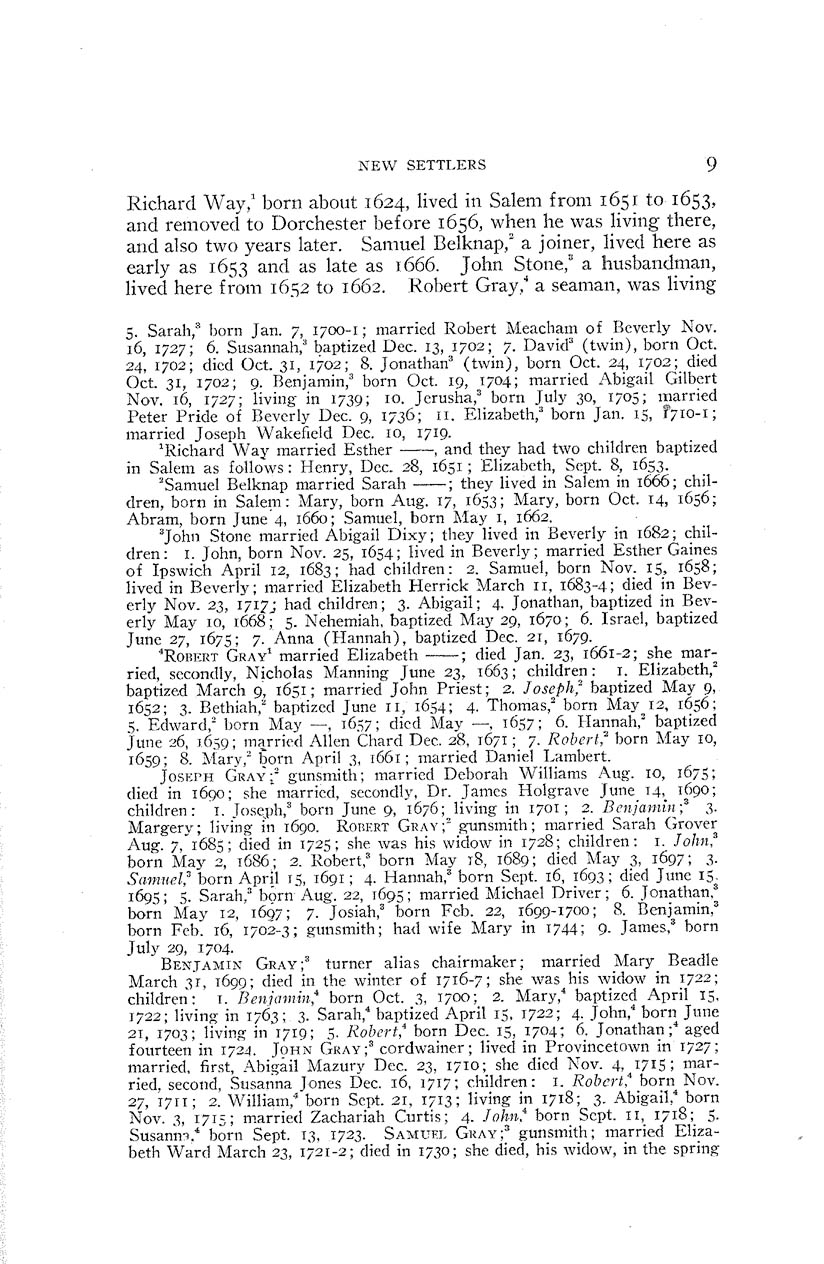 NEW SETTLERS 9
Richard Way,¹ born about 1624, lived in Salem from 1651 to 1653,
and removed to Dorchester before 1656, when he was living there,
and also two years later. Samuel Belknap,² a joiner, lived here as
early as 1653 and as late as 1666. John Stone,³ a husbandman,
lived here from 1652 to 1662. Robert Gray,⁴ a seaman, was living
5. Sarah,³ born Jan. 7, 1700-1; married Robert Meacham of Beverly Nov.
16, 1727; 6. Susannah,³ baptized Dec. 13, 1702; 7. David³ (twin), born Oct.
24, 1702; died Oct. 31, 1702; 8. Jonathan³ (twin), born Oct. 24, 1702; died
Oct. 31, 1702; 9. Benjamin,³ born Oct. 19, 1704; married Abigail Gilbert
Nov. 16, 1727; living in 1739; 10. Jerusha,³ born July 30, 1705; married
Peter Pride of Beverly Dec. 9, 1736; 11. Elizabeth,³ born Jan. 15, 1710-1;
married Joseph Wakefield Dec. 10, 1719.
¹Richard Way married Esther ——, and they had two children baptized
in Salem as follows: Henry, Dec. 28, 1651; Elizabeth, Sept. 8, 1653.
²Samuel Belknap married Sarah ——; they lived in Salem in 1666; chil-
dren, born in Salem: Mary, born Aug. 17, 1653; Mary, born Oct. 14, 1656;
Abram, born June 4, 1660; Samuel, born May 1, 1662.
³John Stone married Abigail Dixy; they lived in Beverly in 1682; chil-
dren: 1. John, born Nov. 25, 1654; lived in Beverly; married Esther Gaines
of Ipswich April 12, 1683; had children: 2. Samuel, born Nov. 15, 1658;
lived in Beverly; married Elizabeth Herrick March 11, 1683-4; died in Bev-
erly Nov. 23, 1717; had children; 3. Abigail; 4. Jonathan, baptized in Bev-
erly May 10, 1668; 5. Nehemiah, baptized May 29, 1670; 6. Israel, baptized
June 27, 1675; 7. Anna (Hannah), baptized Dec. 21, 1679.
⁴ROBERT GRAY¹ married Elizabeth ——; died Jan. 23, 1661-2; she mar-
ried, secondly, Nicholas Manning June 23, 1663; children: 1. Elizabeth,²
baptized March 9, 1651; married John Priest; 2. Joseph,² baptized May 9,
1652; 3. Bethiah,² baptized June 11, 1654; 4. Thomas,² born May 12, 1656;
5. Edward,² born May —, 1657; died May —, 1657; 6. Hannah,² baptized
June 26, 1659; married Allen Chard Dec. 28, 1671; 7. Robert,² born May 10,
1659; 8. Mary,² born April 3, 1661; married Daniel Lambert.
JOSEPH GRAY;² gunsmith; married Deborah Williams Aug. 10, 1675;
died in 1690; she married, secondly, Dr. James Holgrave June 14, 1690;
children: 1. Joseph,³ born June 9, 1676; living in 1701; 2. Benjamin;³ 3.
Margery; living in 1690. ROBERT GRAY;² gunsmith; married Sarah Grover
Aug. 7, 1685; died in 1725; she was his widow in 1728; children: 1. John,³
born May 2, 1686; 2. Robert,³ born May 18, 1689; died May 3, 1697; 3.
Samuel,³ born April 15, 1691; 4. Hannah,³ born Sept. 16, 1693; died June 15,
1695; 5. Sarah,³ born Aug. 22, 1695; married Michael Driver; 6. Jonathan,³
born May 12, 1697; 7. Josiah,³ born Feb. 22, 1699-1700; 8. Benjamin,³
born Feb. 16, 1702-3; gunsmith; had wife Mary in 1744; 9. James,³ born
July 29, 1704.
BENJAMIN GRAY;³ turner alias chairmaker; married Mary Beadle
March 31, 1699; died in the winter of 1716-7; she was his widow in 1722;
children: 1. Benjamin,⁴ born Oct. 3, 1700; 2. Mary,⁴ baptized April 15,
1722; living in 1763; 3. Sarah,⁴ baptized April 15, 1722; 4. John,⁴ born June
21, 1703; living in 1719; 5. Robert,⁴ born Dec. 15, 1704; 6. Jonathan;⁴ aged
fourteen in 1724. JOHN GRAY;³ cordwainer; lived in Provincetown in 1727;
married, first, Abigail Mazury Dec. 23, 1710; she died Nov. 4, 1715; mar-
ried, second, Susanna Jones Dec. 16, 1717; children: 1. Robert,⁴ born Nov.
27, 1711; 2. William,⁴ born Sept. 21, 1713; living in 1718; 3. Abigail,⁴ born
Nov. 3, 1715; married Zachariah Curtis; 4. John,⁴ born Sept. 11, 1718; 5.
Susanna,⁴ born Sept. 13, 1723. SAMUEL GRAY;³ gunsmith; married Eliza-
beth Ward March 23, 1721-2; died in 1730; she died, his widow, in the spring